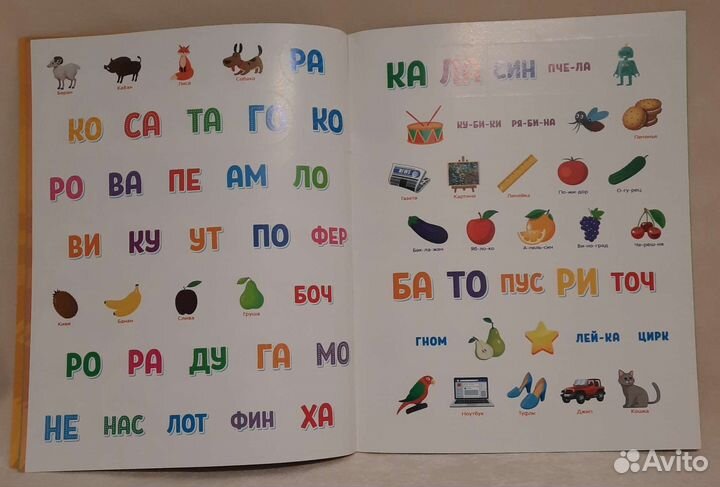 РА
Баран Кабан Лиса Собака
КО СА ТА ГО КО
РО ВА ПЕ АМ ЛО
ВИ КУ УТ ПО ФЕР
БОЧ
Киви Банан Слива Груша
РО РА ДУ ГА МО
НЕ НАС ЛОТ ФИН ХА
КА ЛА СИН ПЧЕ-ЛА
КУ-БИ-КИ РЯ-БИ-НА
Печенье
NEWS
Газета Картина Линейка По-ми-дор О-гу-рец
Бак-ла-жан Яб-ло-ко А-пель-син Ви-но-град Че-реш-ня
БА ТО ПУС РИ ТОЧ
ГНОМ ЛЕЙ-КА ЦИРК
Ноутбук Туфли Джип Кошка
Avito